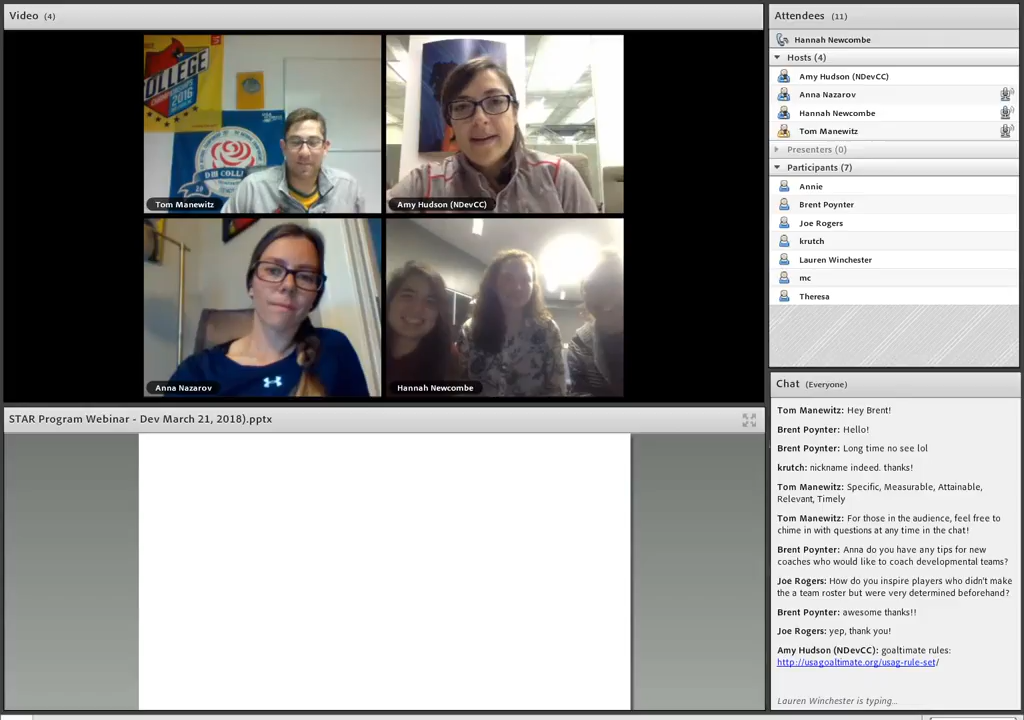 Video (4)
COLLEGE
CHAMPIONSHIPS
2016
D-III COLLEGE
Tom Manewitz
Amy Hudson (NDevCC)
Anna Nazarov
Hannah Newcombe
STAR Program Webinar - Dev March 21, 2018).pptx
Attendees (11)
Hannah Newcombe
Hosts (4)
Amy Hudson (NDevCC)
Anna Nazarov
Hannah Newcombe
Tom Manewitz
Presenters (0)
Participants (7)
Annie
Brent Poynter
Joe Rogers
krutch
Lauren Winchester
mc
Theresa
Chat (Everyone)
Tom Manewitz: Hey Brent!
Brent Poynter: Hello!
Brent Poynter: Long time no see lol
krutch: nickname indeed. thanks!
Tom Manewitz: Specific, Measurable, Attainable,
Relevant, Timely
Tom Manewitz: For those in the audience, feel free to
chime in with questions at any time in the chat!
Brent Poynter: Anna do you have any tips for new
coaches who would like to coach developmental teams?
Joe Rogers: How do you inspire players who didn't make
the a team roster but were very determined beforehand?
Brent Poynter: awesome thanks!!
Joe Rogers: yep, thank you!
Amy Hudson (NDevCC): goaltimate rules:
http://usagoaltimate.org/usag-rule-set/
Lauren Winchester is typing...